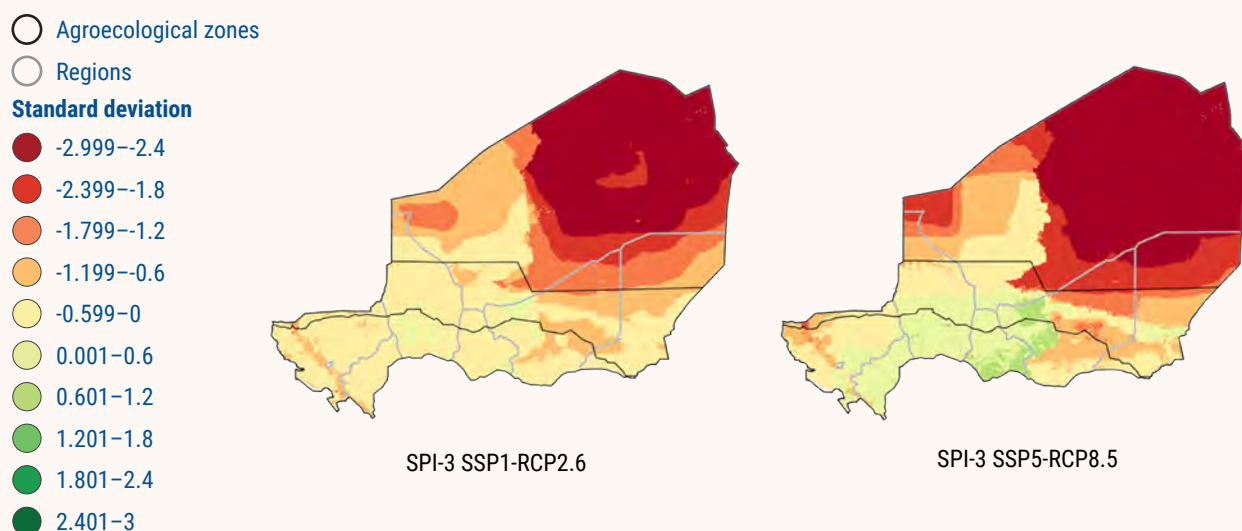 Agroecological zones
Regions
Standard deviation
-2.999–-2.4
-2.399–-1.8
-1.799–-1.2
-1.199–-0.6
-0.599–0
0.001–0.6
0.601–1.2
1.201–1.8
1.801–2.4
2.401–3
SPI-3 SSP1-RCP2.6
SPI-3 SSP5-RCP8.5